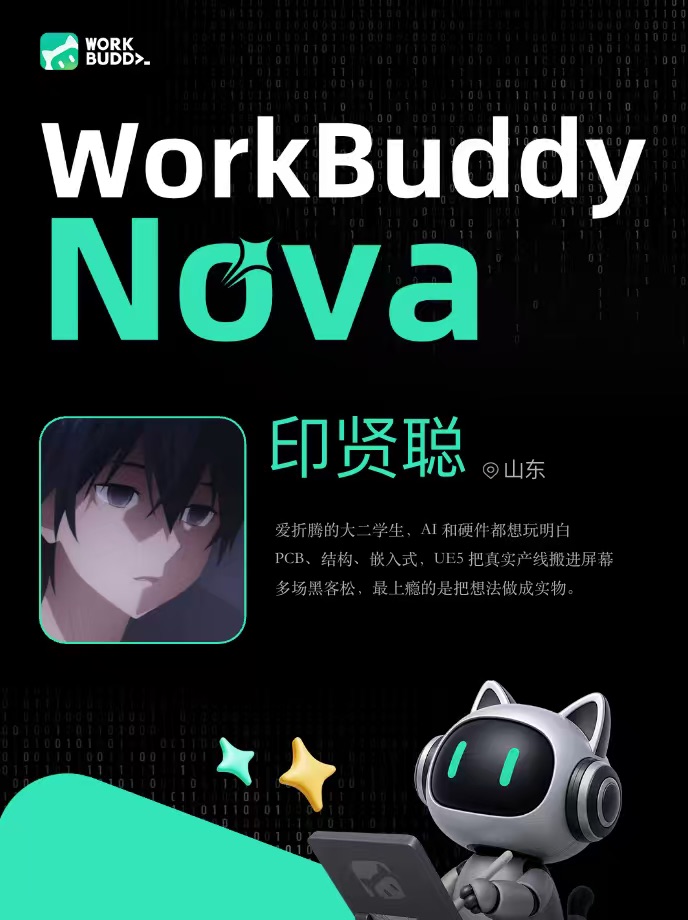 WORK
BUDD>_
WorkBuddy
Nova
印贤聪
山东
爱折腾的大二学生，AI 和硬件都想玩明白
PCB、结构、嵌入式，UE5 把真实产线搬进屏幕
多场黑客松，最上瘾的是把想法做成实物。